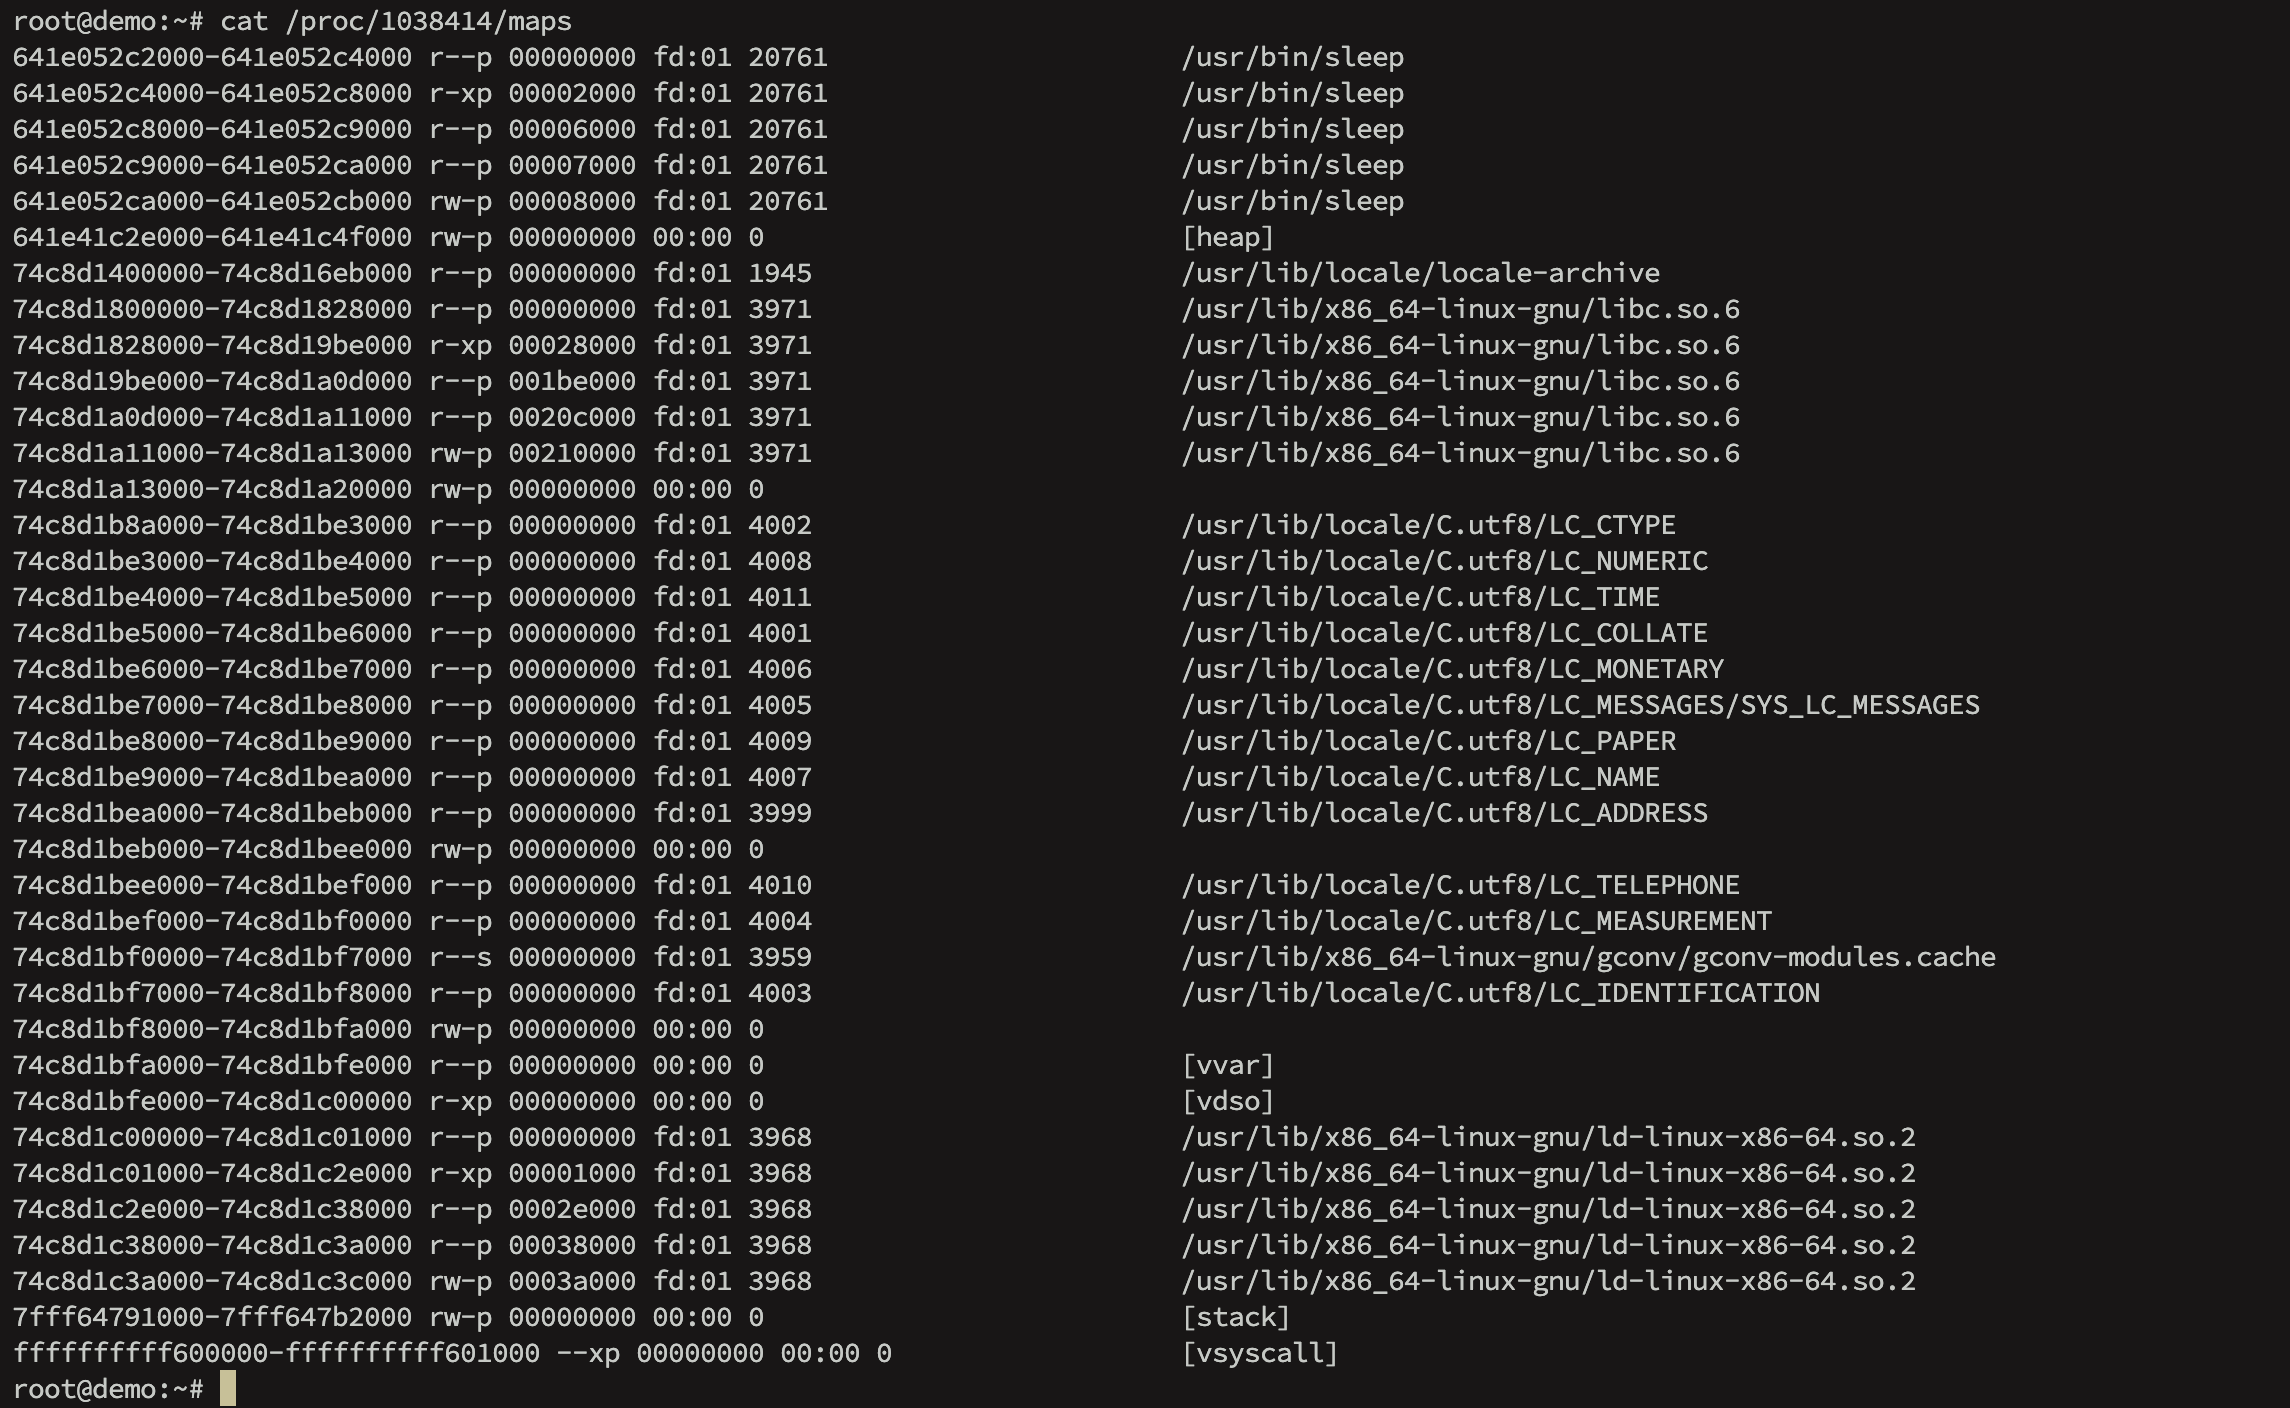 root@demo:~# cat /proc/1038414/maps
641e052c2000-641e052c4000 r--p 00000000 fd:01 20761 /usr/bin/sleep
641e052c4000-641e052c8000 r-xp 00002000 fd:01 20761 /usr/bin/sleep
641e052c8000-641e052c9000 r--p 00006000 fd:01 20761 /usr/bin/sleep
641e052c9000-641e052ca000 r--p 00007000 fd:01 20761 /usr/bin/sleep
641e052ca000-641e052cb000 rw-p 00008000 fd:01 20761 /usr/bin/sleep
641e41c2e000-641e41c4f000 rw-p 00000000 00:00 0 [heap]
74c8d1400000-74c8d16eb000 r--p 00000000 fd:01 1945 /usr/lib/locale/locale-archive
74c8d1800000-74c8d1828000 r--p 00000000 fd:01 3971 /usr/lib/x86_64-linux-gnu/libc.so.6
74c8d1828000-74c8d19be000 r-xp 00028000 fd:01 3971 /usr/lib/x86_64-linux-gnu/libc.so.6
74c8d19be000-74c8d1a0d000 r--p 001be000 fd:01 3971 /usr/lib/x86_64-linux-gnu/libc.so.6
74c8d1a0d000-74c8d1a11000 r--p 0020c000 fd:01 3971 /usr/lib/x86_64-linux-gnu/libc.so.6
74c8d1a11000-74c8d1a13000 rw-p 00210000 fd:01 3971 /usr/lib/x86_64-linux-gnu/libc.so.6
74c8d1a13000-74c8d1a20000 rw-p 00000000 00:00 0
74c8d1b8a000-74c8d1be3000 r--p 00000000 fd:01 4002 /usr/lib/locale/C.utf8/LC_CTYPE
74c8d1be3000-74c8d1be4000 r--p 00000000 fd:01 4008 /usr/lib/locale/C.utf8/LC_NUMERIC
74c8d1be4000-74c8d1be5000 r--p 00000000 fd:01 4011 /usr/lib/locale/C.utf8/LC_TIME
74c8d1be5000-74c8d1be6000 r--p 00000000 fd:01 4001 /usr/lib/locale/C.utf8/LC_COLLATE
74c8d1be6000-74c8d1be7000 r--p 00000000 fd:01 4006 /usr/lib/locale/C.utf8/LC_MONETARY
74c8d1be7000-74c8d1be8000 r--p 00000000 fd:01 4005 /usr/lib/locale/C.utf8/LC_MESSAGES/SYS_LC_MESSAGES
74c8d1be8000-74c8d1be9000 r--p 00000000 fd:01 4009 /usr/lib/locale/C.utf8/LC_PAPER
74c8d1be9000-74c8d1bea000 r--p 00000000 fd:01 4007 /usr/lib/locale/C.utf8/LC_NAME
74c8d1bea000-74c8d1beb000 r--p 00000000 fd:01 3999 /usr/lib/locale/C.utf8/LC_ADDRESS
74c8d1beb000-74c8d1bee000 rw-p 00000000 00:00 0
74c8d1bee000-74c8d1bef000 r--p 00000000 fd:01 4010 /usr/lib/locale/C.utf8/LC_TELEPHONE
74c8d1bef000-74c8d1bf0000 r--p 00000000 fd:01 4004 /usr/lib/locale/C.utf8/LC_MEASUREMENT
74c8d1bf0000-74c8d1bf7000 r--s 00000000 fd:01 3959 /usr/lib/x86_64-linux-gnu/gconv/gconv-modules.cache
74c8d1bf7000-74c8d1bf8000 r--p 00000000 fd:01 4003 /usr/lib/locale/C.utf8/LC_IDENTIFICATION
74c8d1bf8000-74c8d1bfa000 rw-p 00000000 00:00 0
74c8d1bfa000-74c8d1bfe000 r--p 00000000 00:00 0 [vvar]
74c8d1bfe000-74c8d1c00000 r-xp 00000000 00:00 0 [vdso]
74c8d1c00000-74c8d1c01000 r--p 00000000 fd:01 3968 /usr/lib/x86_64-linux-gnu/ld-linux-x86-64.so.2
74c8d1c01000-74c8d1c2e000 r-xp 00001000 fd:01 3968 /usr/lib/x86_64-linux-gnu/ld-linux-x86-64.so.2
74c8d1c2e000-74c8d1c38000 r--p 0002e000 fd:01 3968 /usr/lib/x86_64-linux-gnu/ld-linux-x86-64.so.2
74c8d1c38000-74c8d1c3a000 r--p 00038000 fd:01 3968 /usr/lib/x86_64-linux-gnu/ld-linux-x86-64.so.2
74c8d1c3a000-74c8d1c3c000 rw-p 0003a000 fd:01 3968 /usr/lib/x86_64-linux-gnu/ld-linux-x86-64.so.2
7fff64791000-7fff647b2000 rw-p 00000000 00:00 0 [stack]
ffffffffff600000-ffffffffff601000 --xp 00000000 00:00 0 [vsyscall]
root@demo:~#